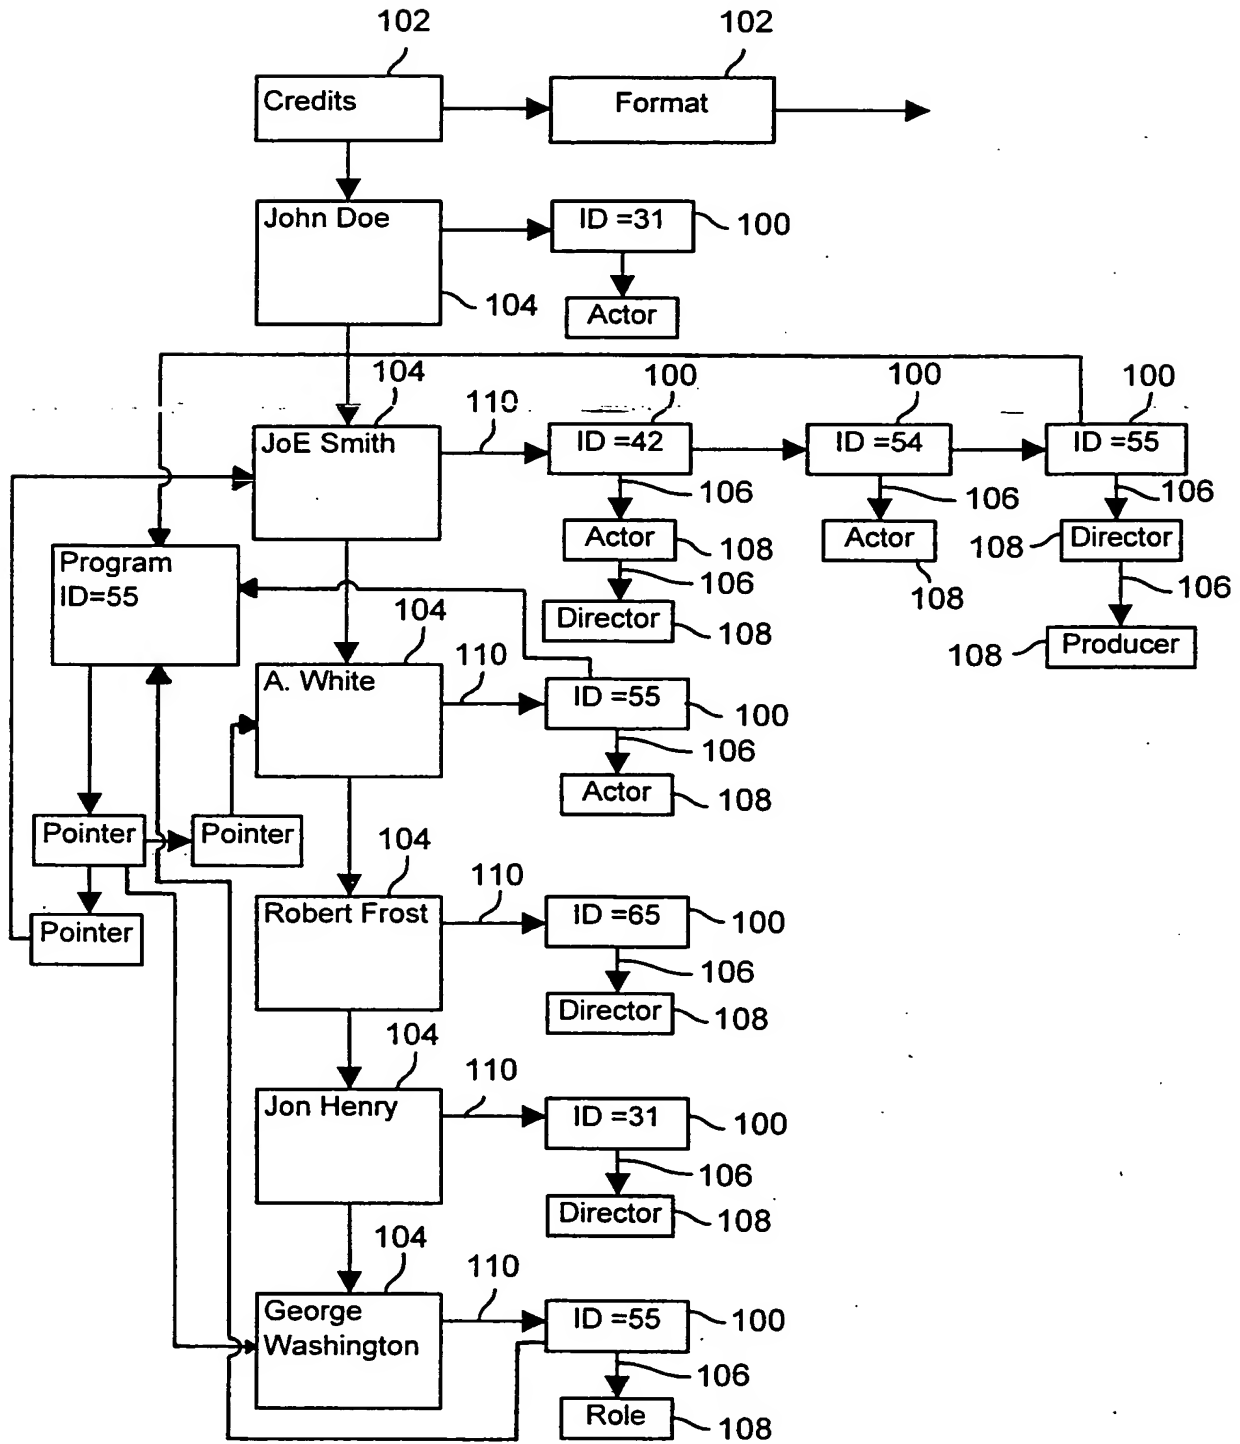 102
102
Credits
Format
John Doe
ID =31
100
104
Actor
104
100
100
100
110
JoE Smith
ID =42
ID =54
ID =55
106
106
106
Actor
108
Actor
108
Director
108
106
106
Program
ID=55
Director
108
108
Producer
104
110
A. White
ID =55
100
106
Actor
108
Pointer
Pointer
104
110
Pointer
Robert Frost
ID =65
100
106
Director
108
104
110
Jon Henry
ID =31
100
106
Director
108
104
110
George
Washington
ID =55
100
106
Role
108